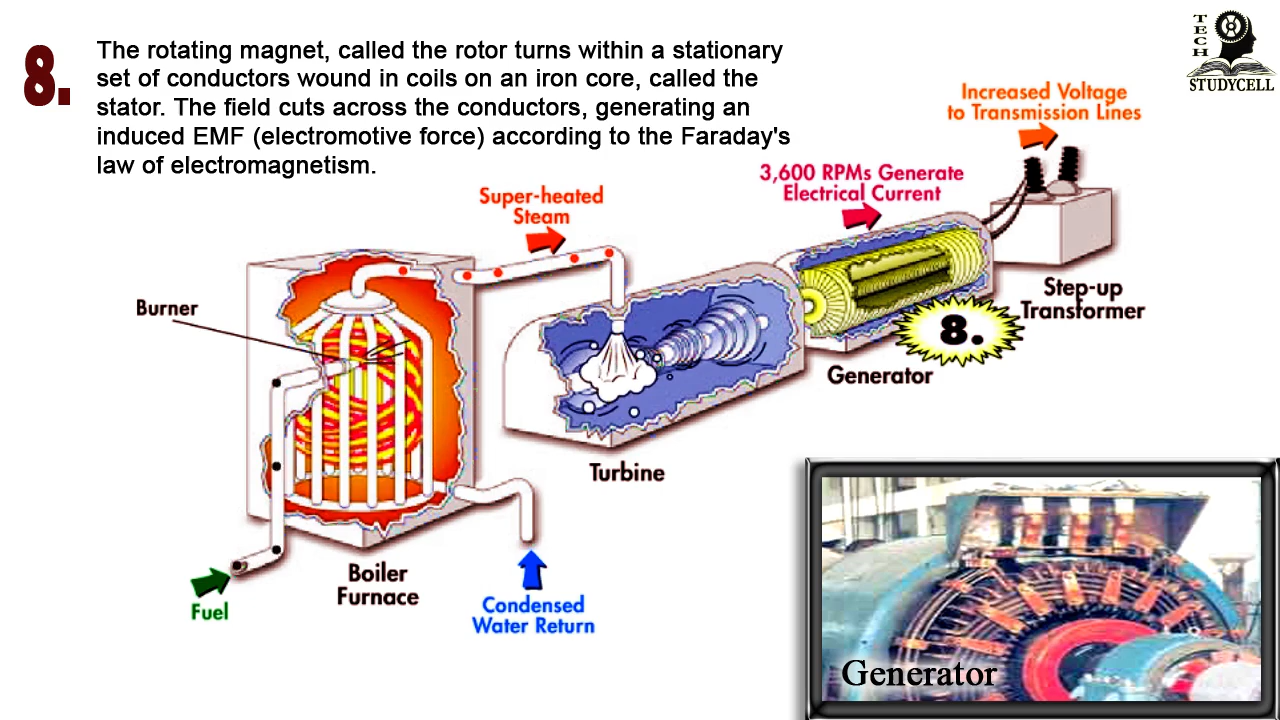 8.
The rotating magnet, called the rotor turns within a stationary
set of conductors wound in coils on an iron core, called the
stator. The field cuts across the conductors, generating an
induced EMF (electromotive force) according to the Faraday's
law of electromagnetism.
TECH
STUDYCELL
Increased Voltage
to Transmission Lines
3,600 RPMs Generate
Electrical Current
Super-heated
Steam
Burner
Step-up
Transformer
8.
Generator
Turbine
Boiler
Furnace
Fuel
Condensed
Water Return
Generator